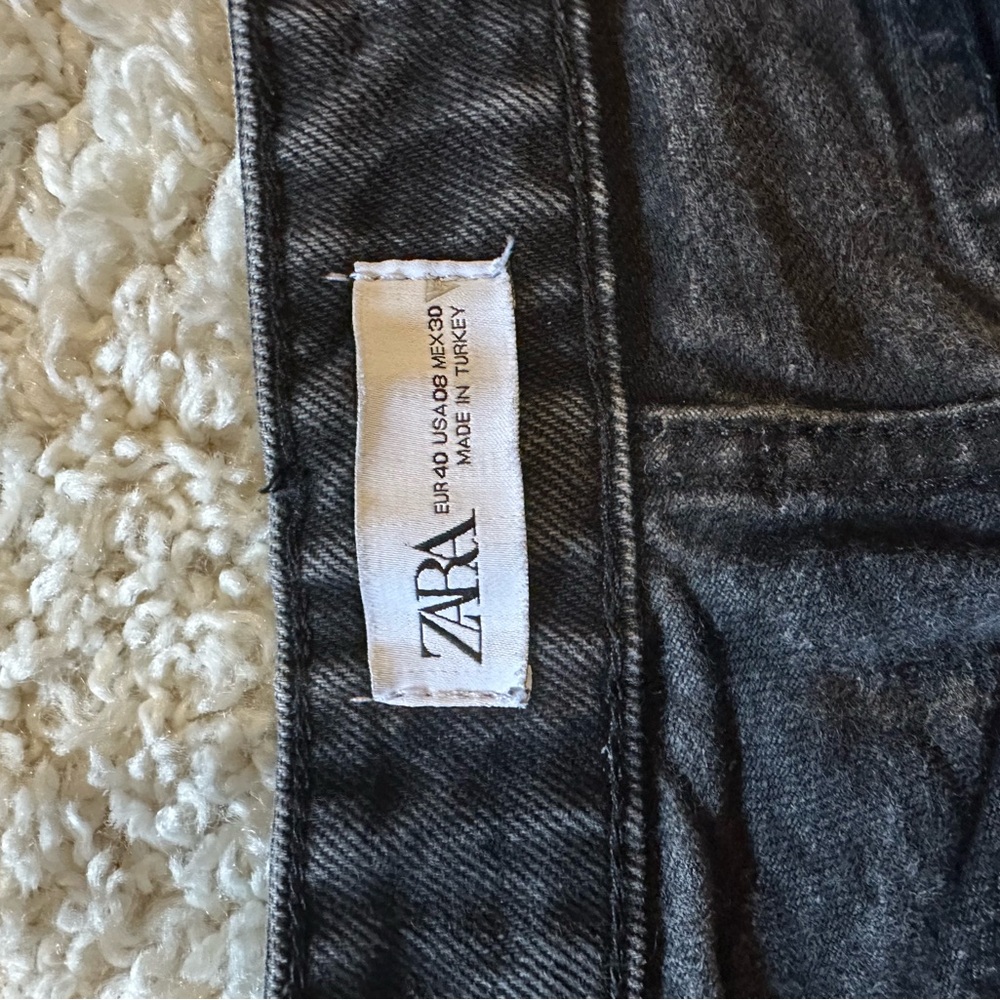 ZARA
EUR 40 USA 08 MEX 30
MADE IN TURKEY